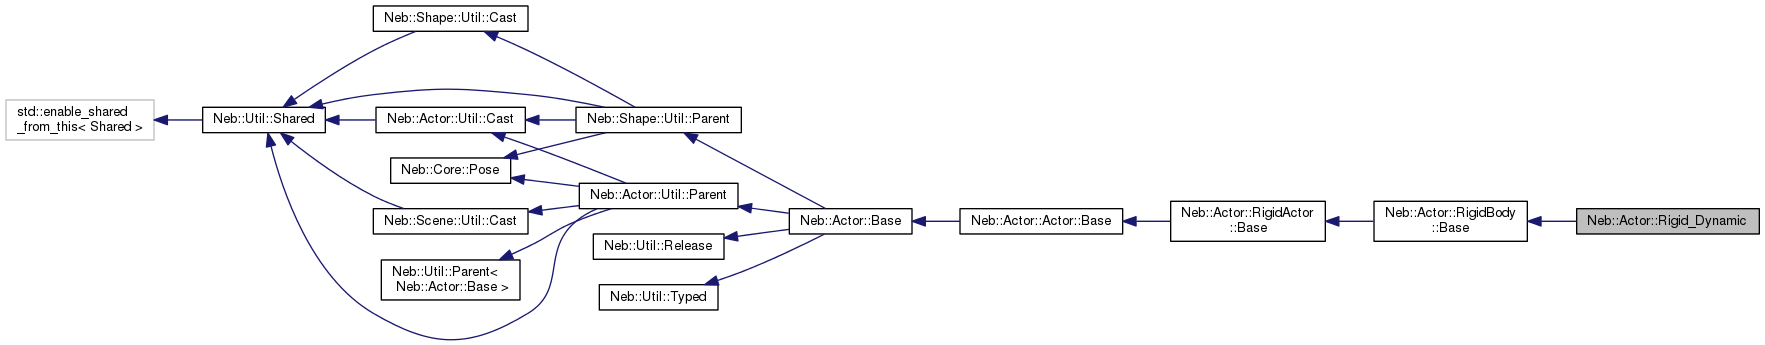 Neb::Shape::Util::Cast
std::enable_shared
_from_this< Shared >
Neb::Util::Shared
Neb::Actor::Util::Cast
Neb::Shape::Util::Parent
Neb::Core::Pose
Neb::Actor::Util::Parent
Neb::Scene::Util::Cast
Neb::Actor::Base
Neb::Actor::Actor::Base
Neb::Actor::RigidActor
::Base
Neb::Actor::RigidBody
::Base
Neb::Actor::Rigid_Dynamic
Neb::Util::Release
Neb::Util::Parent<
Neb::Actor::Base >
Neb::Util::Typed